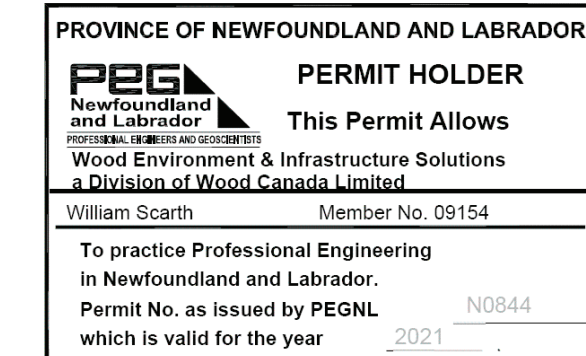 PROVINCE OF NEWFOUNDLAND AND LABRADOR
PEG
Newfoundland
and Labrador
PROFESSIONAL ENGINEERS AND GEOSCIENTISTS
PERMIT HOLDER
This Permit Allows
Wood Environment & Infrastructure Solutions
a Division of Wood Canada Limited
William Scarth Member No. 09154
To practice Professional Engineering
in Newfoundland and Labrador.
Permit No. as issued by PEGNL N0844
which is valid for the year 2021 .